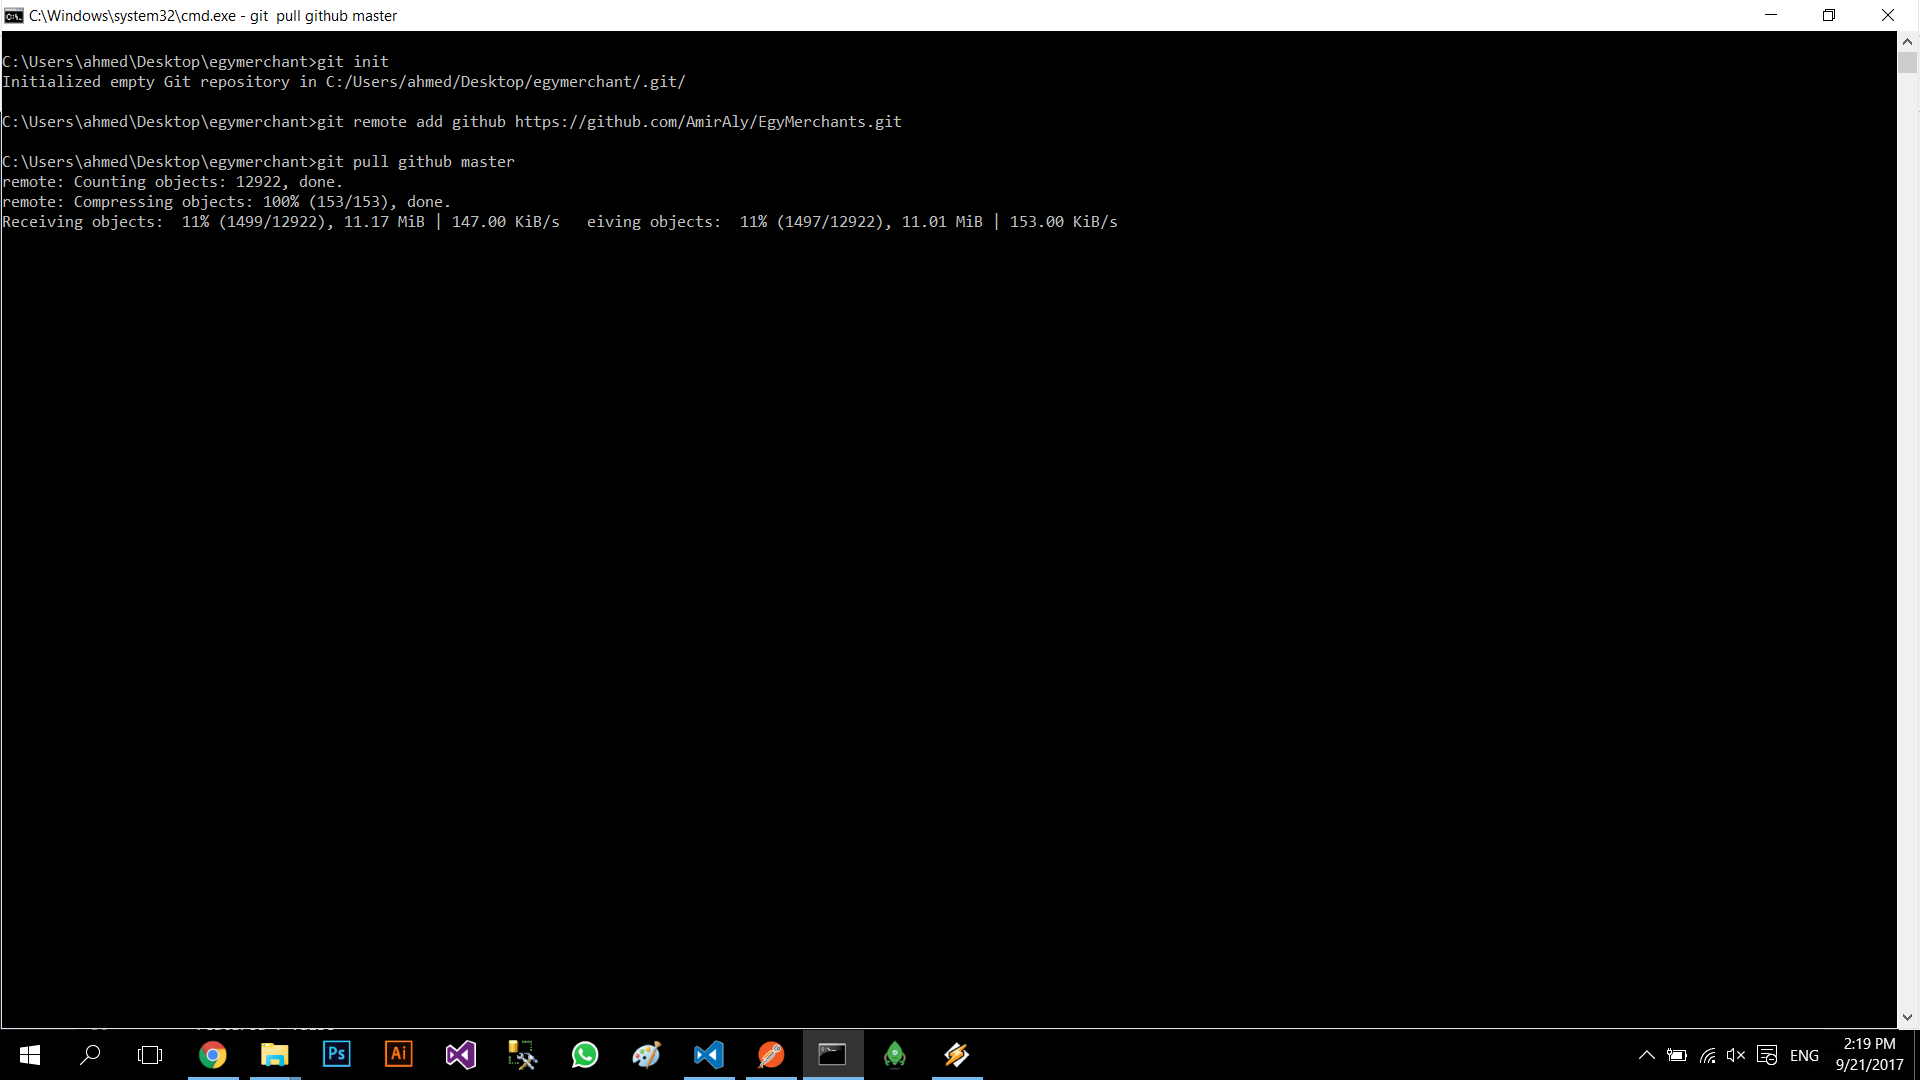 C:\Windows\system32\cmd.exe - git  pull github master
C:\Users\ahmed\Desktop\egymerchant>git init
Initialized empty Git repository in C:/Users/ahmed/Desktop/egymerchant/.git/
C:\Users\ahmed\Desktop\egymerchant>git remote add github https://github.com/AmirAly/EgyMerchants.git
C:\Users\ahmed\Desktop\egymerchant>git pull github master
remote: Counting objects: 12922, done.
remote: Compressing objects: 100% (153/153), done.
Receiving objects:  11% (1499/12922), 11.17 MiB | 147.00 KiB/s   eiving objects:  11% (1497/12922), 11.01 MiB | 153.00 KiB/s
Ps
Ai
ENG
2:19 PM
9/21/2017